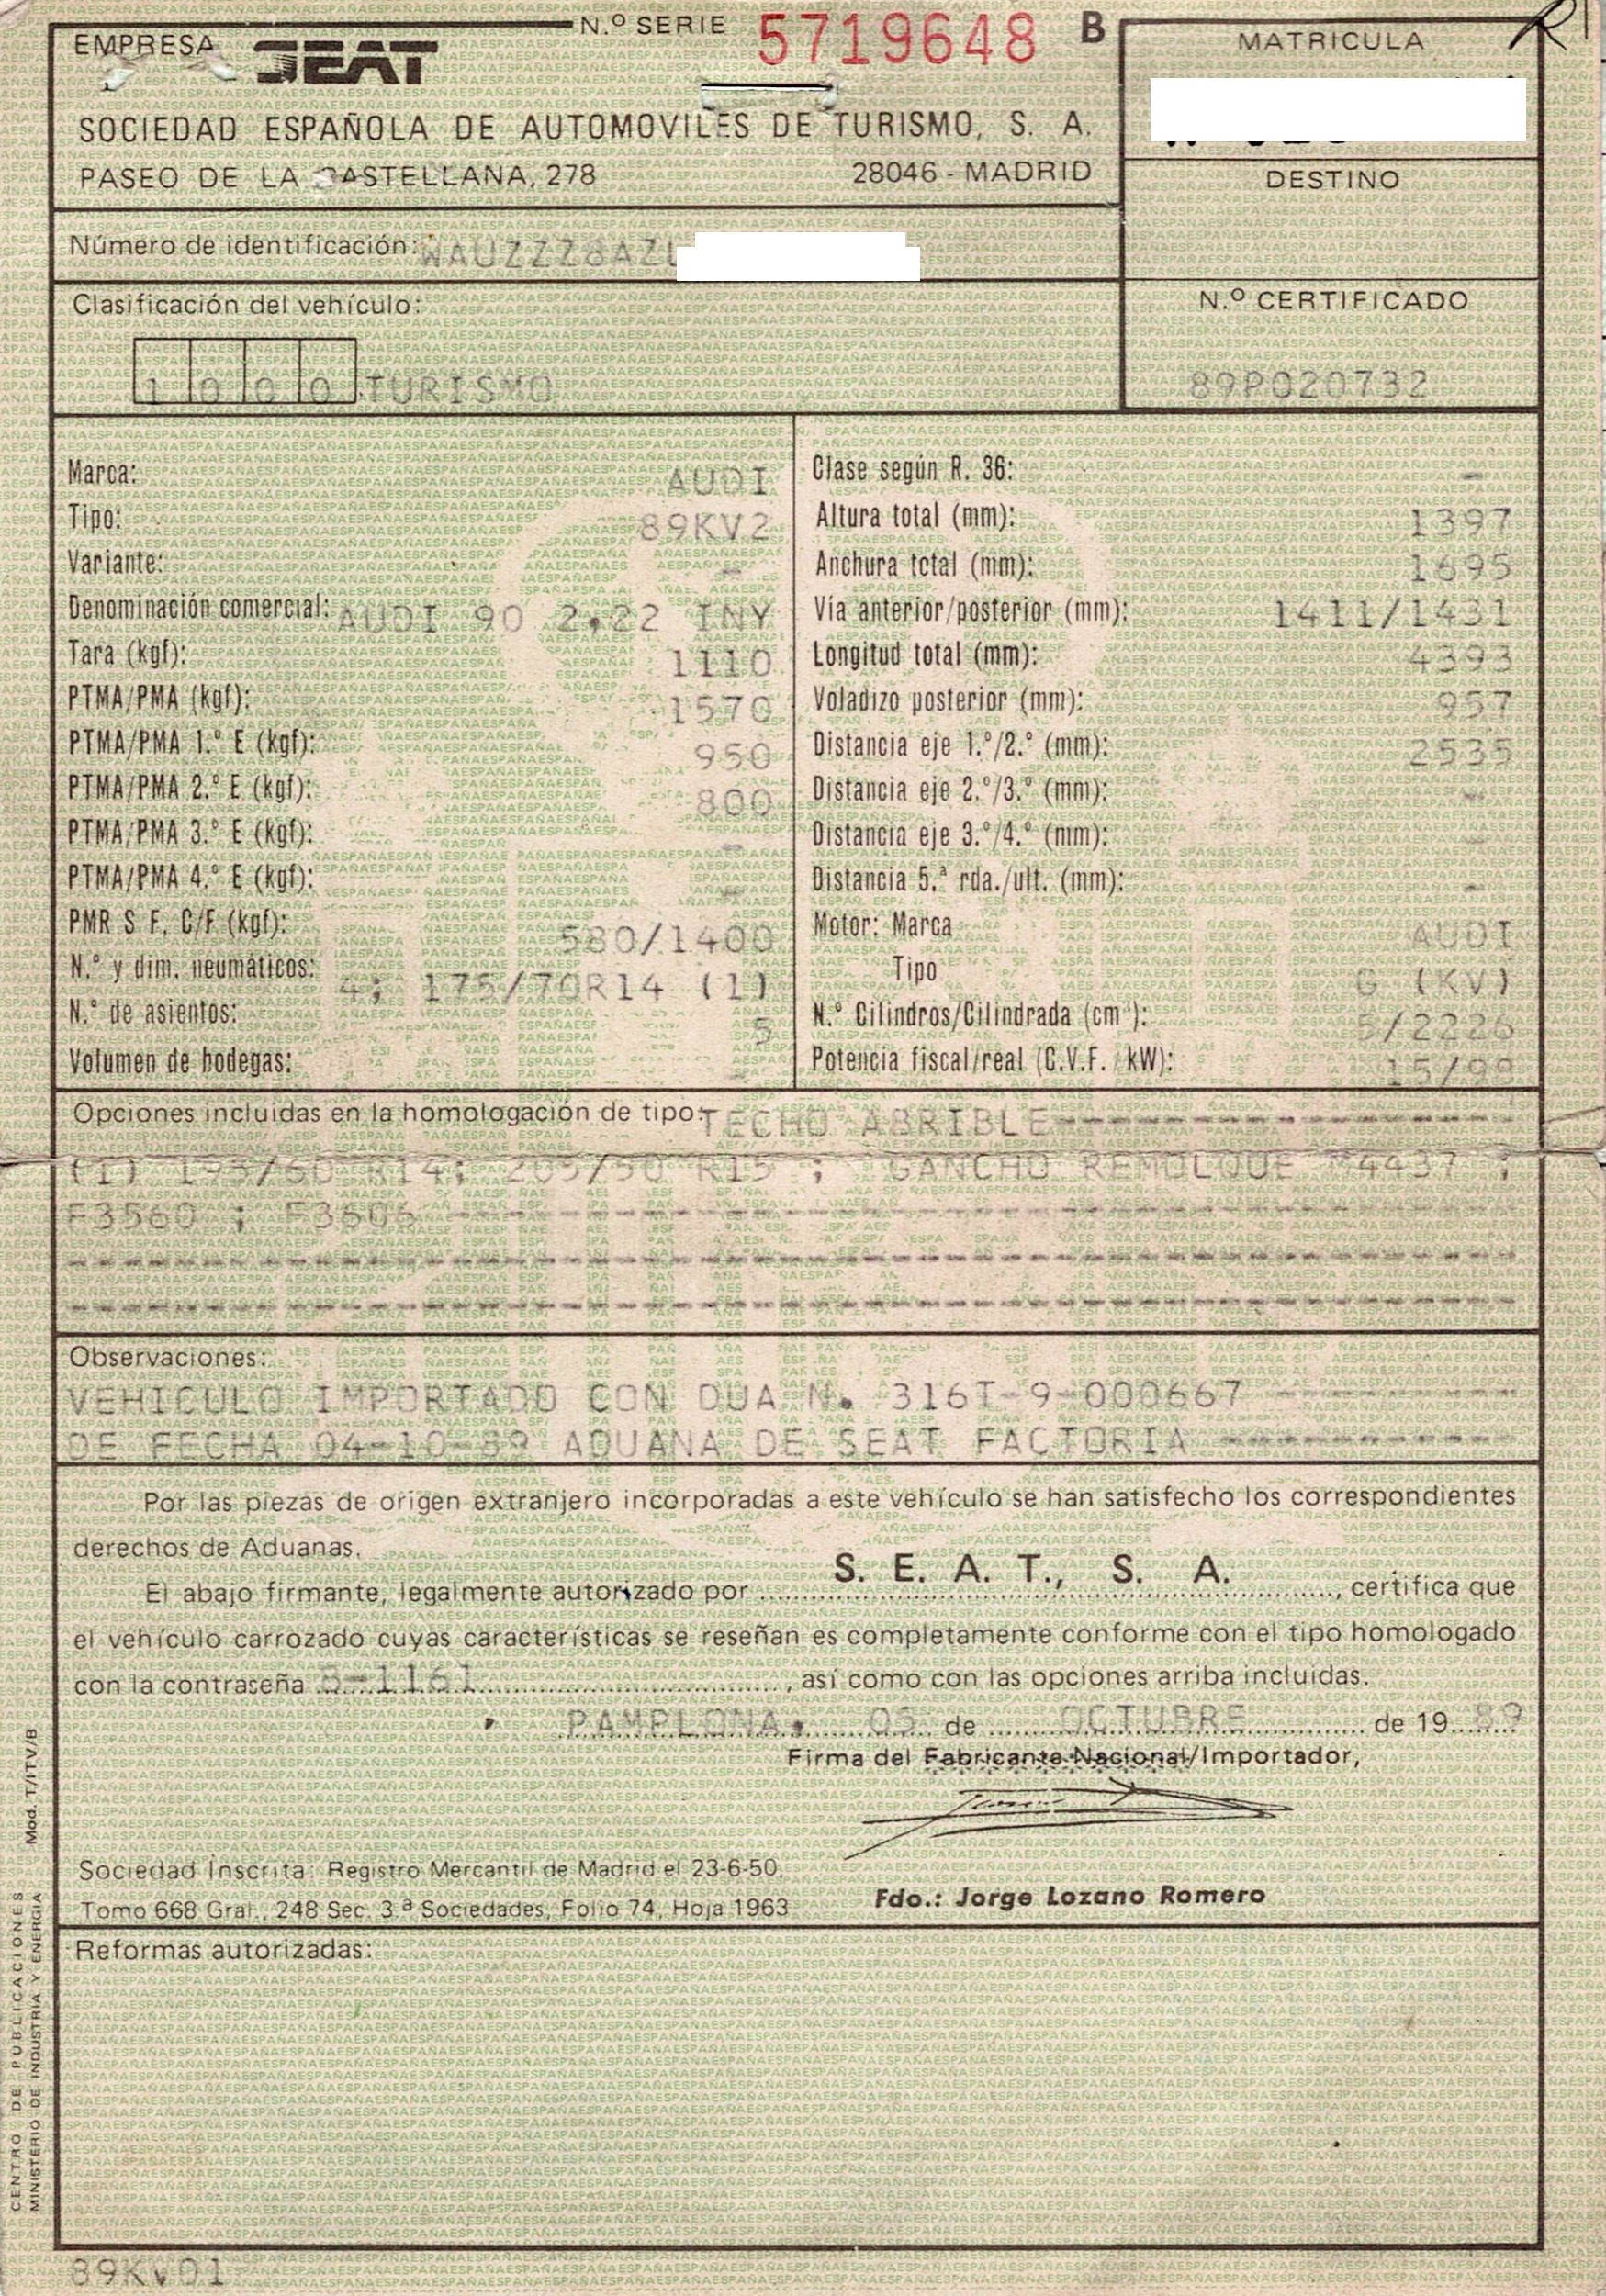 N.º SERIE 5719648 B
EMPRESA SEAT
SOCIEDAD ESPAÑOLA DE AUTOMOVILES DE TURISMO, S. A.
PASEO DE LA CASTELLANA, 278 28046 - MADRID
MATRICULA
R
DESTINO
Número de identificación: WAUZZZ8AZ
Clasificación del vehículo:
1 0 0 0 TURISMO
N.º CERTIFICADO
89P020732
Marca: AUDI
Tipo: 89KV2
Variante: -
Denominación comercial: AUDI 90 2,22 INY
Tara (kgf): 1110
PTMA/PMA (kgf): 1570
PTMA/PMA 1.º E (kgf): 950
PTMA/PMA 2.º E (kgf): 800
PTMA/PMA 3.º E (kgf): -
PTMA/PMA 4.º E (kgf): -
PMR S F. C/F (kgf): 580/1400
N.º y dim. neumáticos: 4; 175/70R14 (1)
N.º de asientos: 5
Volumen de bodegas: -
Clase según R. 36: -
Altura total (mm): 1397
Anchura total (mm): 1695
Vía anterior/posterior (mm): 1411/1431
Longitud total (mm): 4393
Voladizo posterior (mm): 957
Distancia eje 1.º/2.º (mm): 2535
Distancia eje 2.º/3.º (mm): -
Distancia eje 3.º/4.º (mm):
Distancia 5.ª rda./ult. (mm): -
Motor: Marca AUDI
Tipo (KV)
N.º Cilindros/Cilindrada (cm³): 5/2226
Potencia fiscal/real (C.V.F. / kW): 15/98
Opciones incluidas en la homologación de tipo: TECHO ABRIBLE
(1) 195/60 R14; 205/50 R15 ; GANCHO REMOLQUE M4437 ;
F3560 ;
Observaciones:
VEHICULO IMPORTADO CON DUA N. 316T-9-000667
DE FECHA 04-10-89 ADUANA DE SEAT FACTORIA
Por las piezas de origen extranjero incorporadas a este vehículo se han satisfecho los correspondientes
derechos de Aduanas.
El abajo firmante, legalmente autorizado por S. E. A. T., S. A. , certifica que
el vehículo carrozado cuyas características se reseñan es completamente conforme con el tipo homologado
con la contraseña B-1161 , así como con las opciones arriba incluidas.
PAMPLONA, de OCTUBRE de 19 89
Firma del Fabricante Nacional/Importador,
Sociedad Inscrita: Registro Mercantil de Madrid el 23-6-50.
Tomo 668 Gral., 248 Sec. 3.ª Sociedades, Folio 74, Hoja 1963
Fdo.: Jorge Lozano Romero
Reformas autorizadas:
CENTRO DE PUBLICACIONES
MINISTERIO DE INDUSTRIA Y ENERGIA Mod. T/ITV/B
89KV01